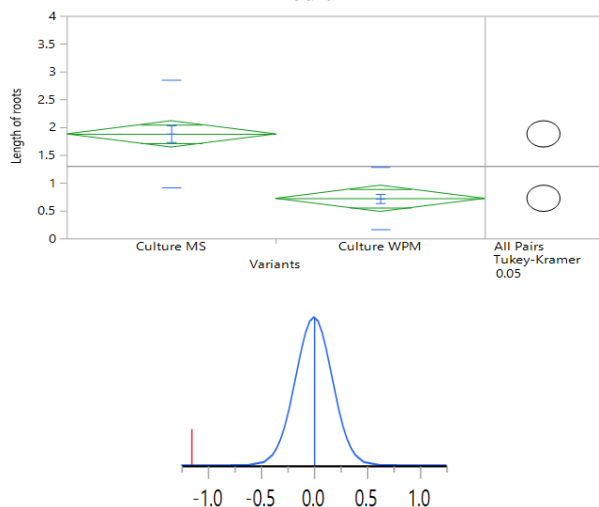 4
3.5
3
2.5
2
1.5
1
0.5
0
Length of roots
Culture MS
Culture WPM
Variants
All Pairs
Tukey-Kramer
0.05
-1.0 -0.5 0.0 0.5 1.0